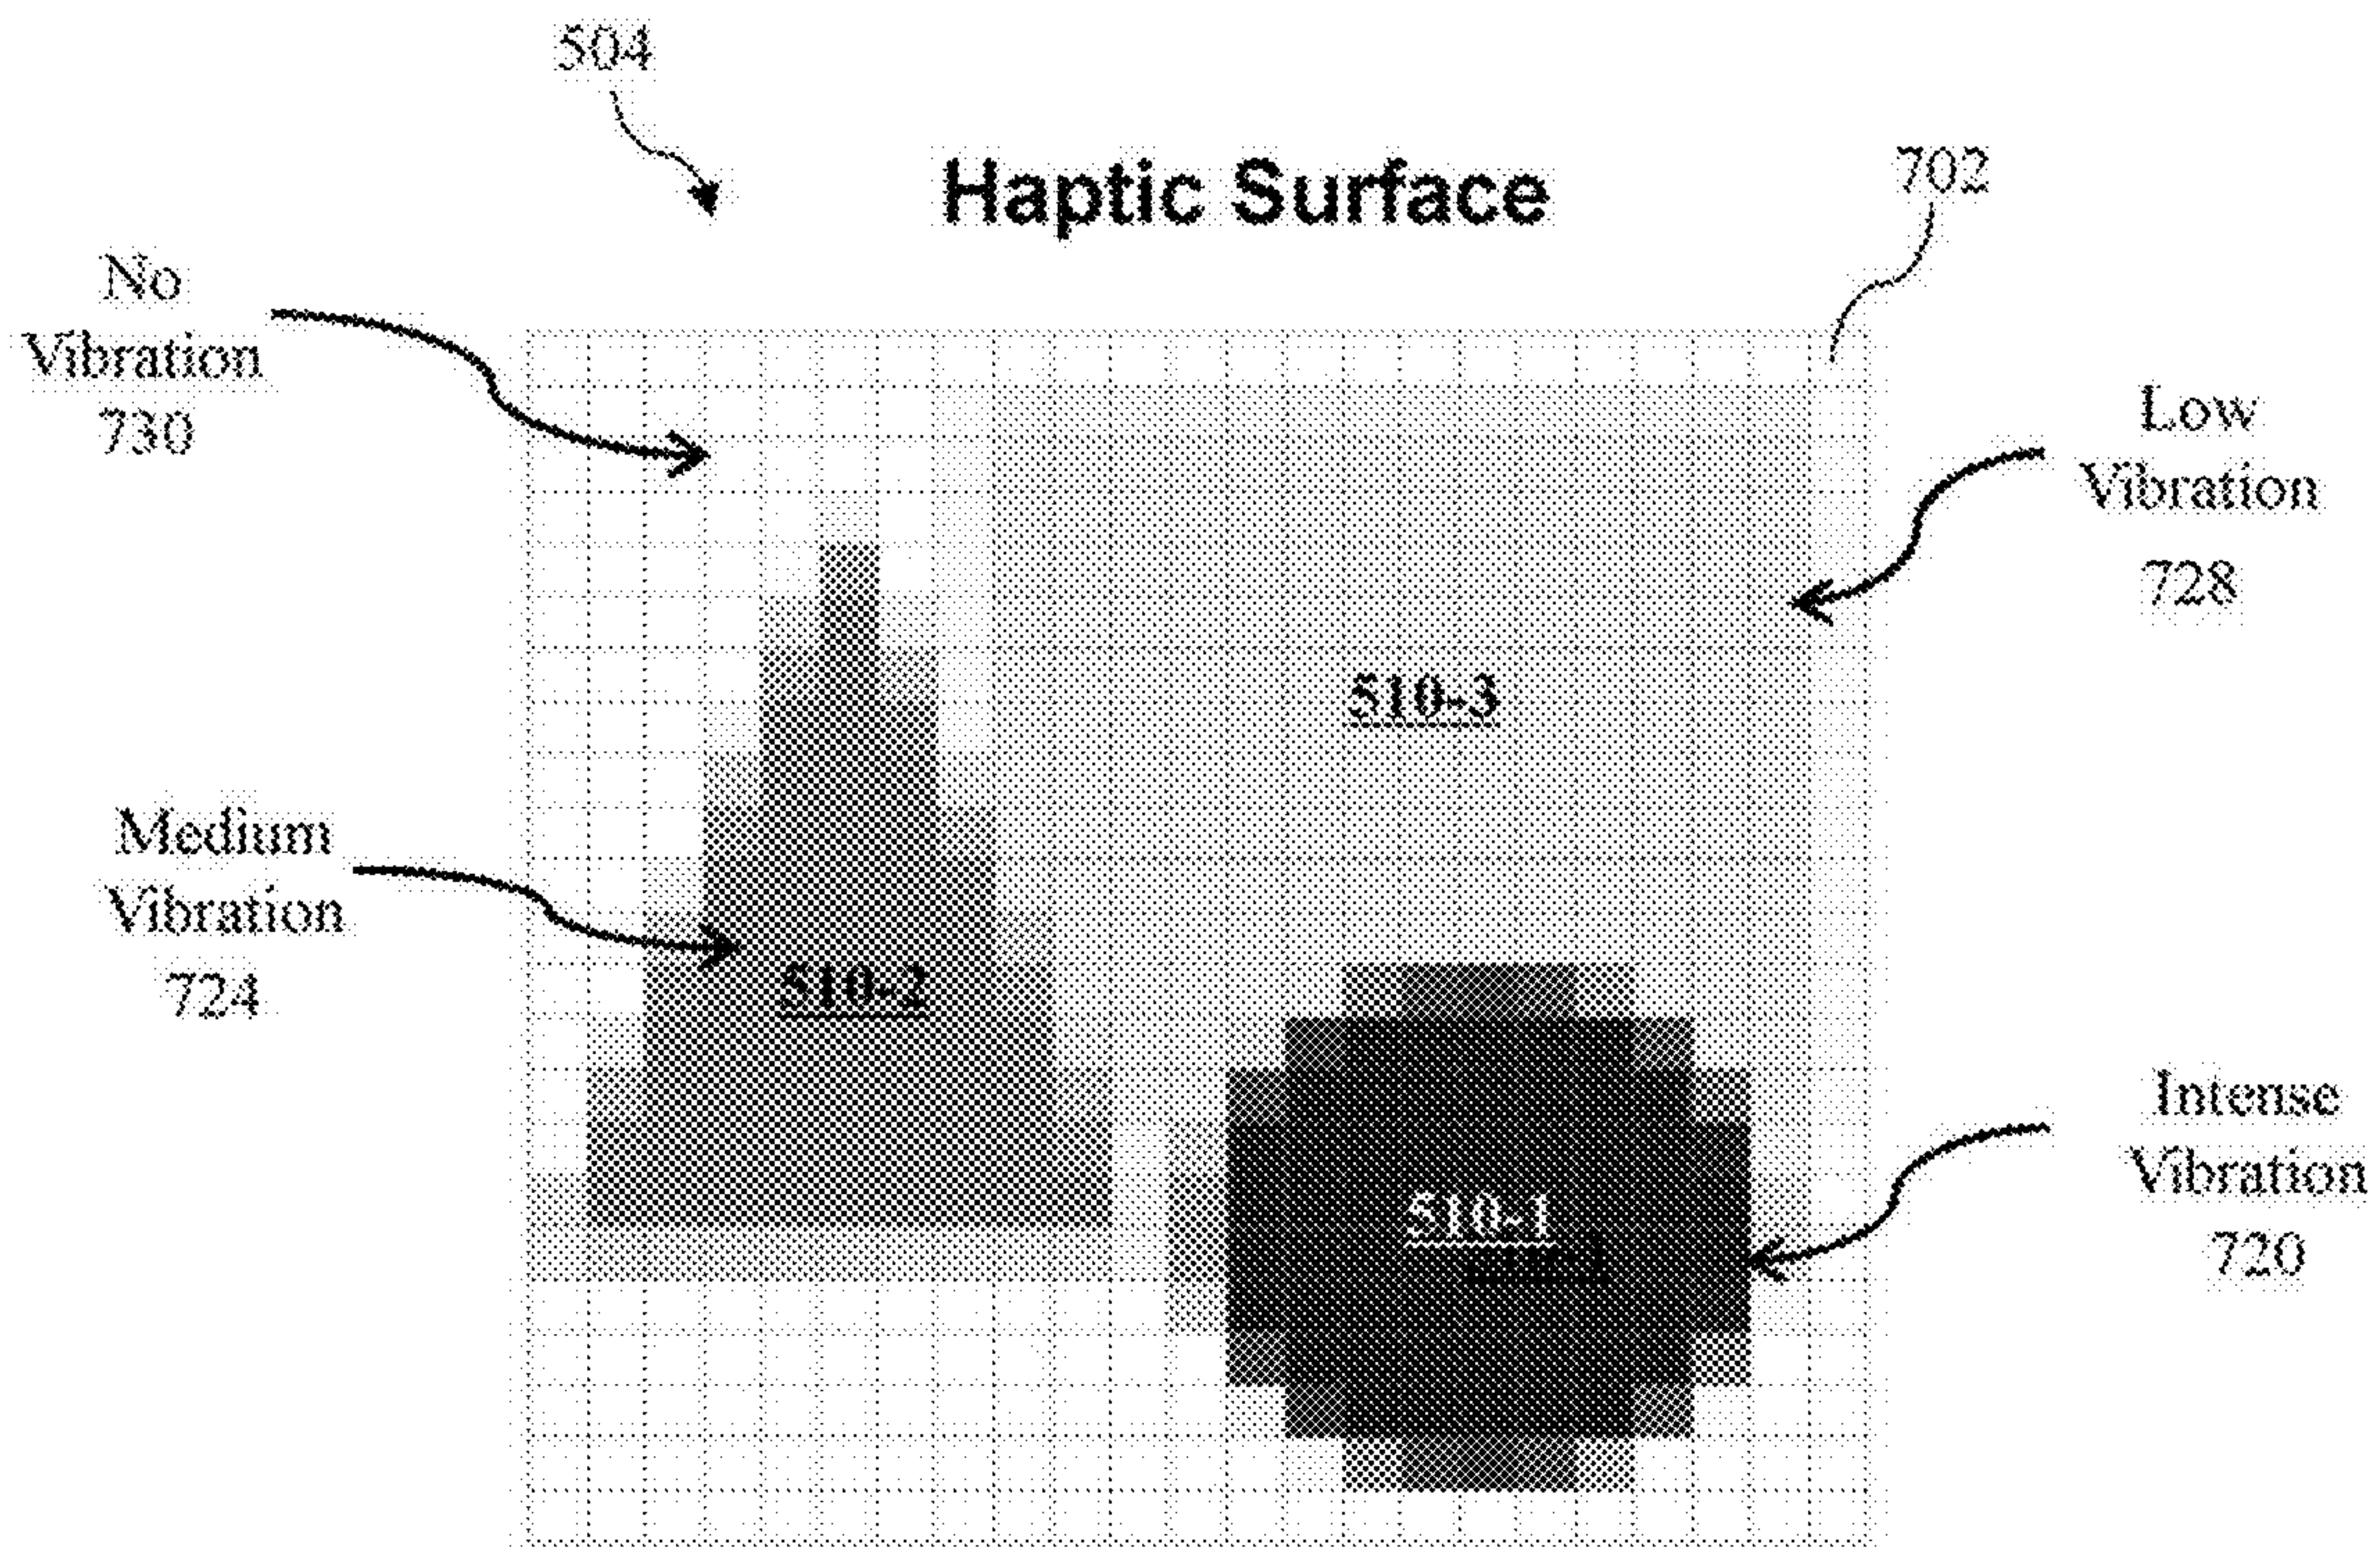 504
Haptic Surface
702
No
Vibration
730
Low
Vibration
728
510-3
Medium
Vibration
724
510-2
Intense
Vibration
720
510-1